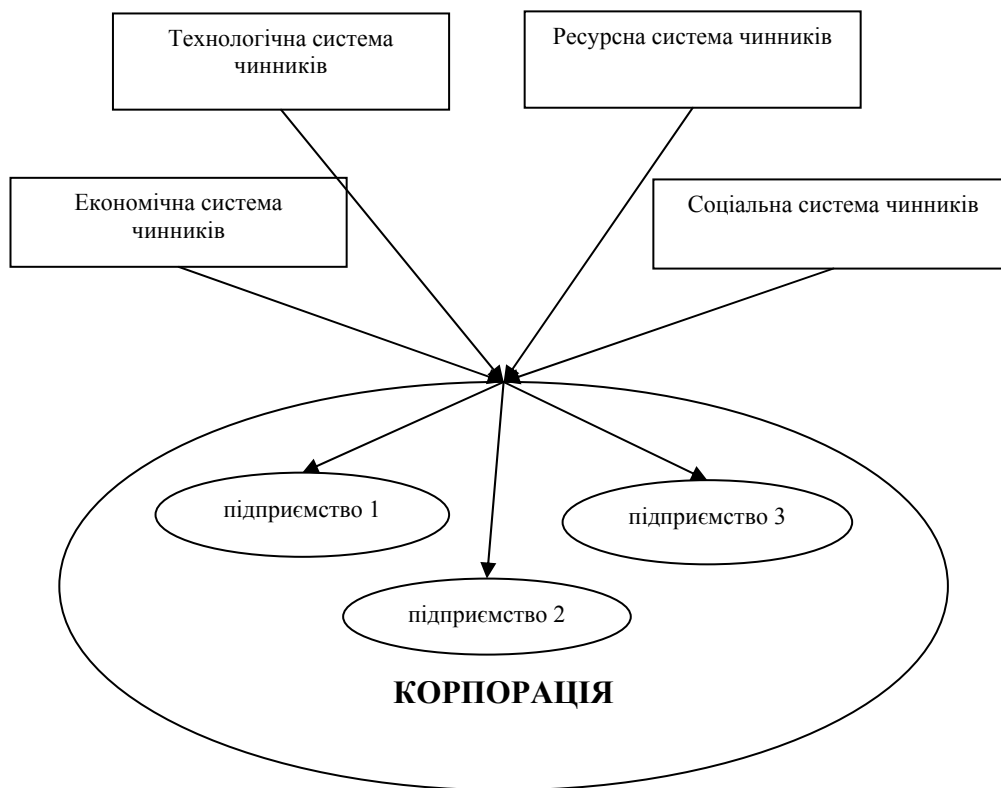 Технологічна система
чинників
Ресурсна система чинників
Економічна система
чинників
Соціальна система чинників
підприємство 1
підприємство 3
підприємство 2
КОРПОРАЦІЯ